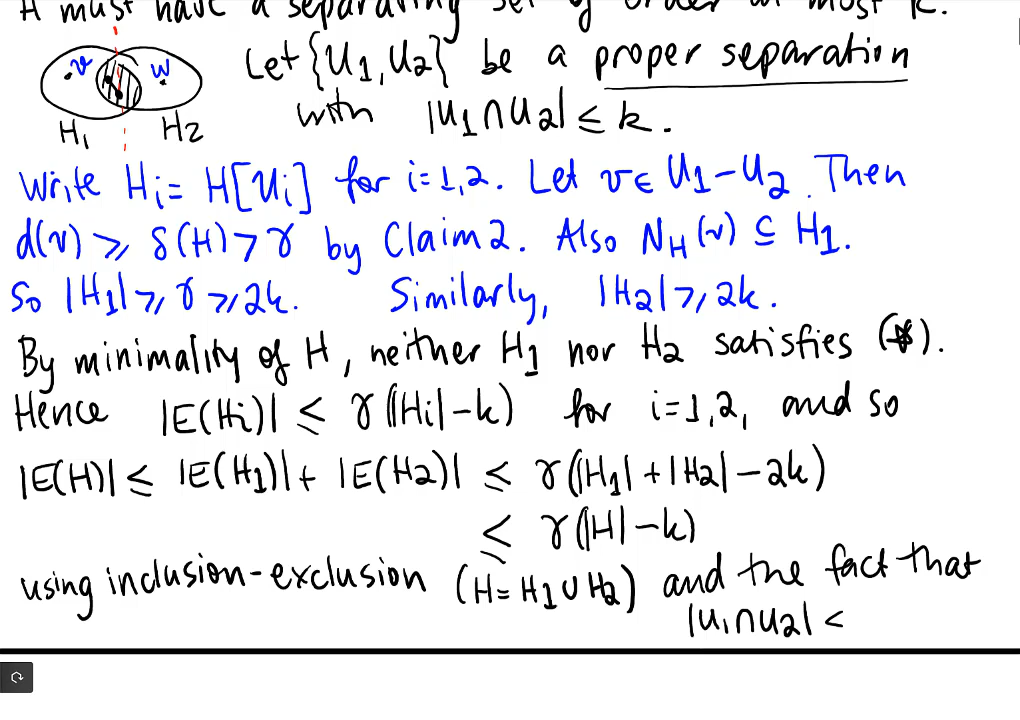 H must have a separating set of order at most k.
v w
Let {U1, U2} be a proper separation
H1 H2
with |U1 ∩ U2| ≤ k.
Write Hi = H[Ui] for i=1,2. Let v ∈ U1 - U2. Then
d(v) ≥ δ(H) > γ by Claim 2. Also N_H(v) ⊆ H1.
So |H1| ≥ γ ≥ 2k. Similarly, |H2| ≥ 2k.
By minimality of H, neither H1 nor H2 satisfies (*).
Hence |E(Hi)| ≤ γ(|Hi| - k) for i=1,2, and so
|E(H)| ≤ |E(H1)| + |E(H2)| ≤ γ(|H1| + |H2| - 2k)
≤ γ(|H| - k)
using inclusion-exclusion (H = H1 ∪ H2) and the fact that
|U1 ∩ U2| <